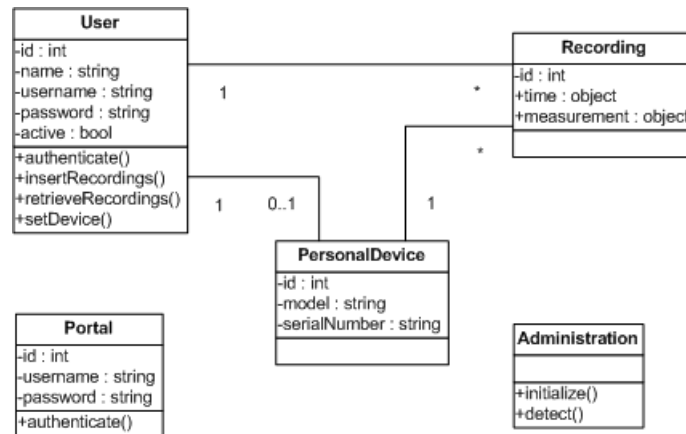 User
-id : int
-name : string
-username : string
-password : string
-active : bool
+authenticate()
+insertRecordings()
+retrieveRecordings()
+setDevice()
1
*
Recording
-id : int
+time : object
+measurement : object
*
1
0..1
1
PersonalDevice
-id : int
-model : string
-serialNumber : string
Portal
-id : int
-username : string
-password : string
+authenticate()
Administration
+initialize()
+detect()